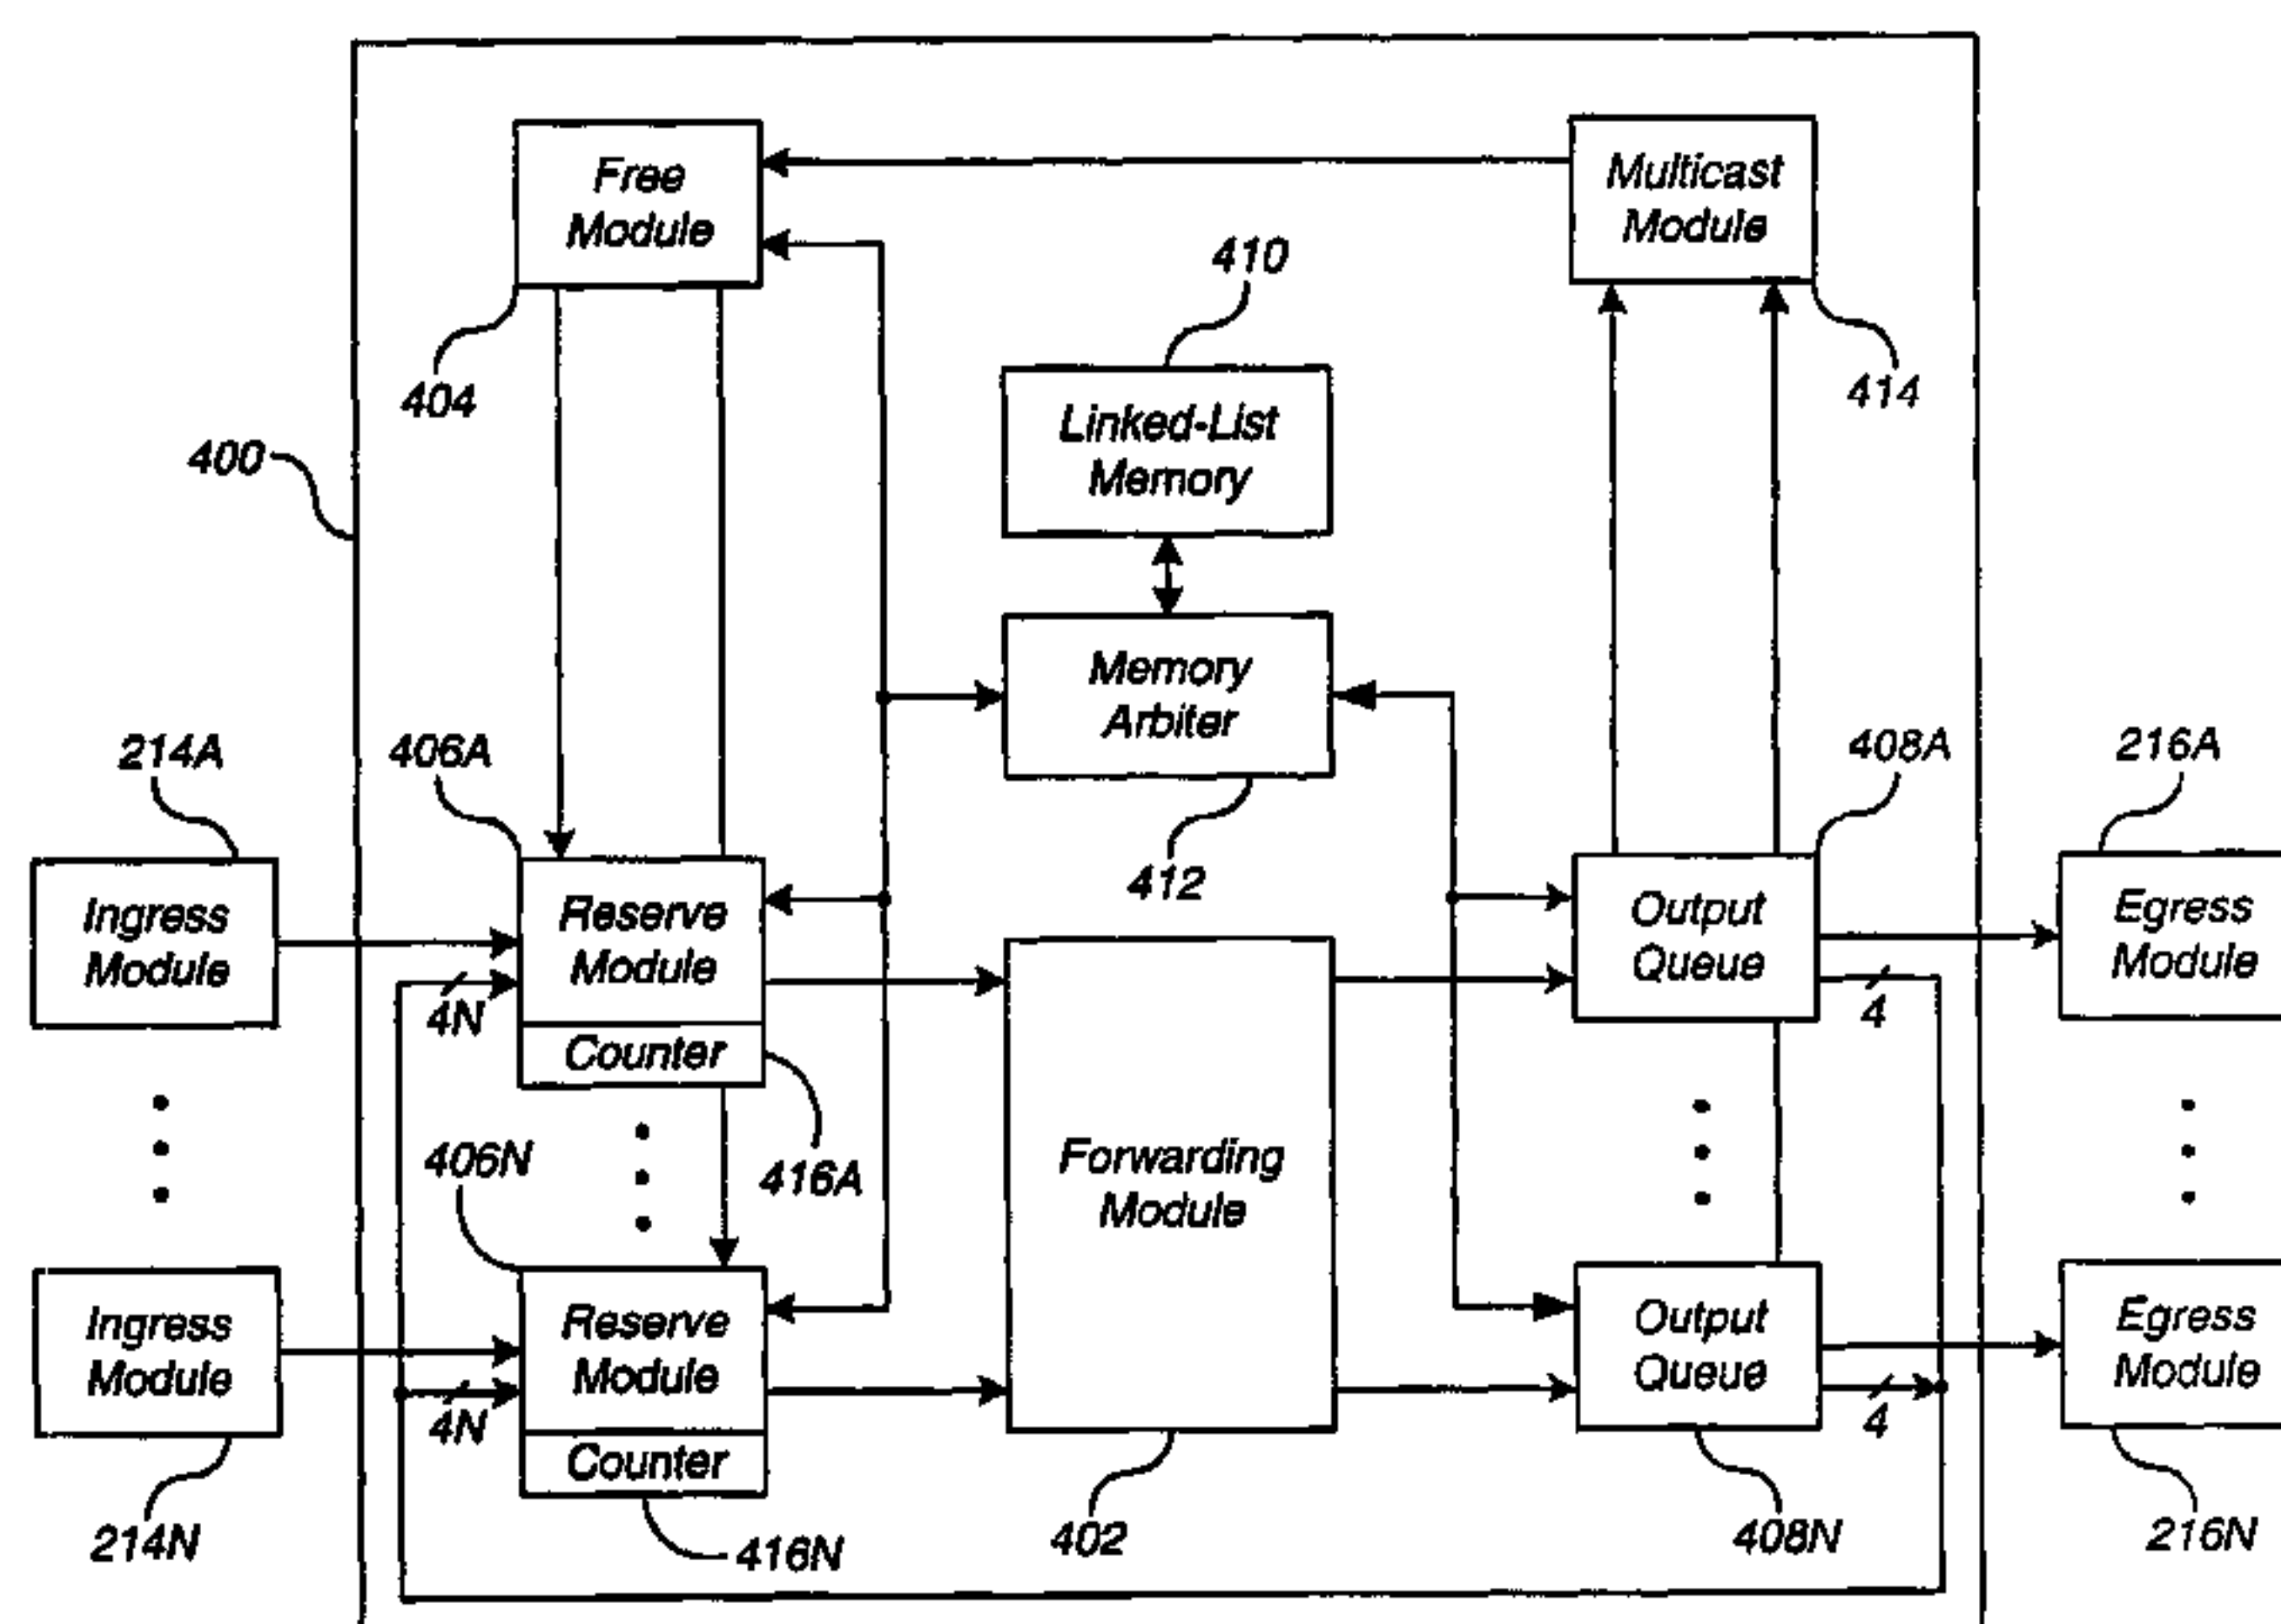 Free
Module
Multicast
Module
410
404
414
Linked-List
Memory
400
Memory
Arbiter
214A
406A
408A
216A
412
Ingress
Module
Reserve
Module
Output
Queue
Egress
Module
4N
4
Counter
416A
Forwarding
Module
406N
Ingress
Module
Reserve
Module
Output
Queue
Egress
Module
4N
4
Counter
214N
416N
402
408N
216N